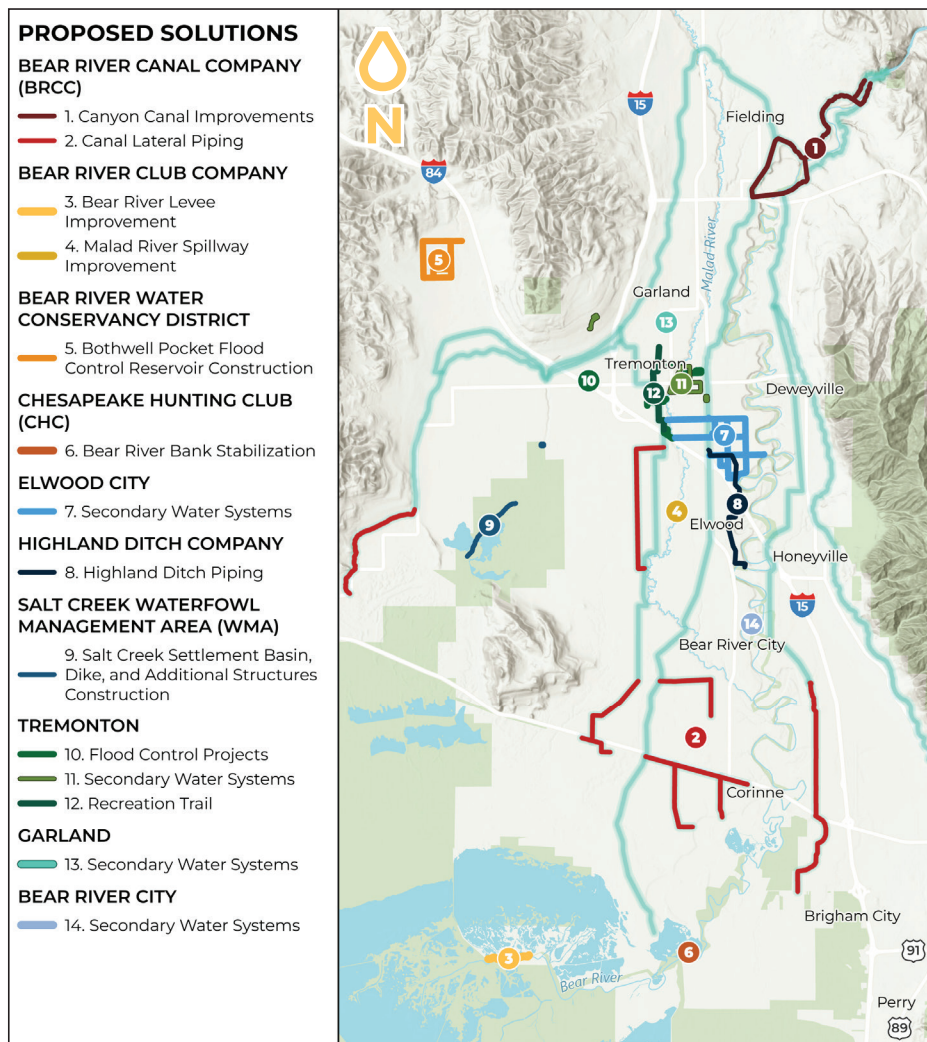 PROPOSED SOLUTIONS
BEAR RIVER CANAL COMPANY
(BRCC)
1. Canyon Canal Improvements
2. Canal Lateral Piping
BEAR RIVER CLUB COMPANY
3. Bear River Levee
Improvement
4. Malad River Spillway
Improvement
BEAR RIVER WATER
CONSERVANCY DISTRICT
5. Bothwell Pocket Flood
Control Reservoir Construction
CHESAPEAKE HUNTING CLUB
(CHC)
6. Bear River Bank Stabilization
ELWOOD CITY
7. Secondary Water Systems
HIGHLAND DITCH COMPANY
8. Highland Ditch Piping
SALT CREEK WATERFOWL
MANAGEMENT AREA (WMA)
9. Salt Creek Settlement Basin,
Dike, and Additional Structures
Construction
TREMONTON
10. Flood Control Projects
11. Secondary Water Systems
12. Recreation Trail
GARLAND
13. Secondary Water Systems
BEAR RIVER CITY
14. Secondary Water Systems
N
15
Fielding
1
84
Malad River
5
Garland
13
Tremonton
10
11
12
Deweyville
7
8
4
9
Elwood
Honeyville
15
14
Bear River City
2
Corinne
Brigham City
3
6
91
Bear River
Perry
89